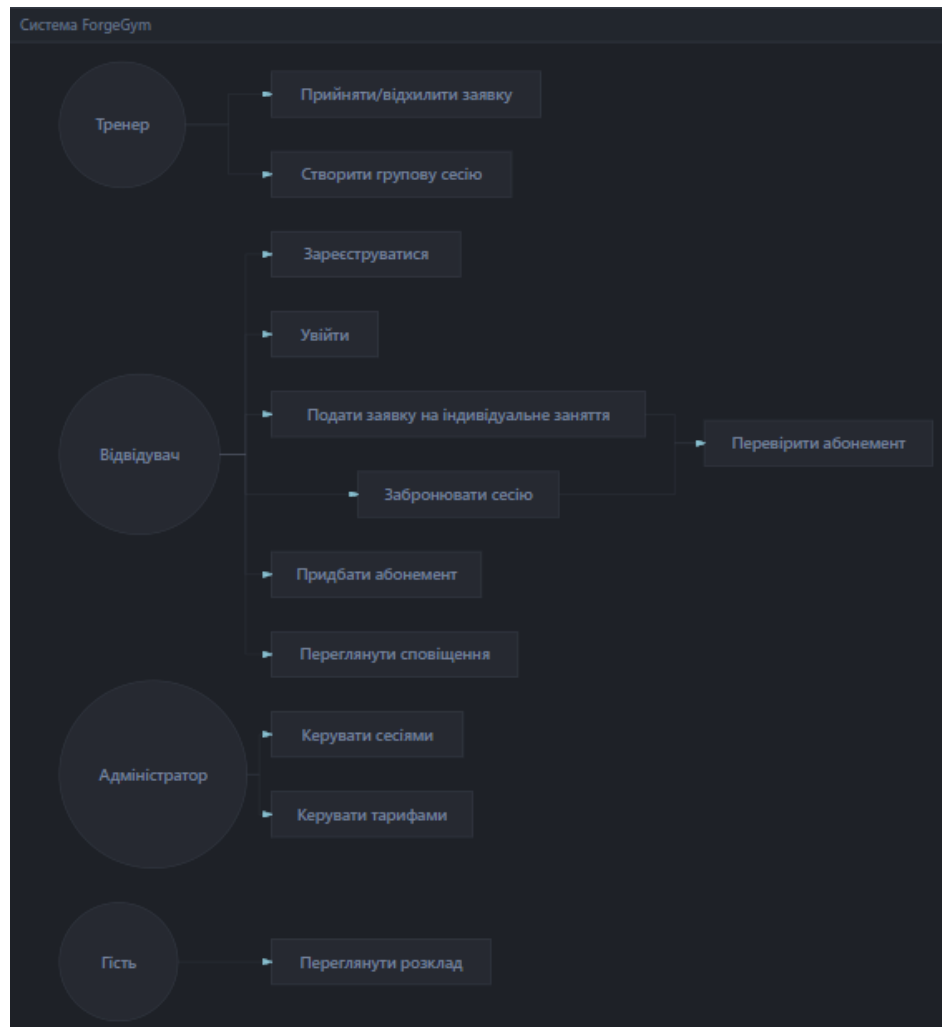 Система ForgeGym
Тренер
Прийняти/відхилити заявку
Створити групову сесію
Зареєструватися
Увійти
Подати заявку на індивідуальне заняття
Перевірити абонемент
Відвідувач
Забронювати сесію
Придбати абонемент
Переглянути сповіщення
Керувати сесіями
Адміністратор
Керувати тарифами
Гість
Переглянути розклад